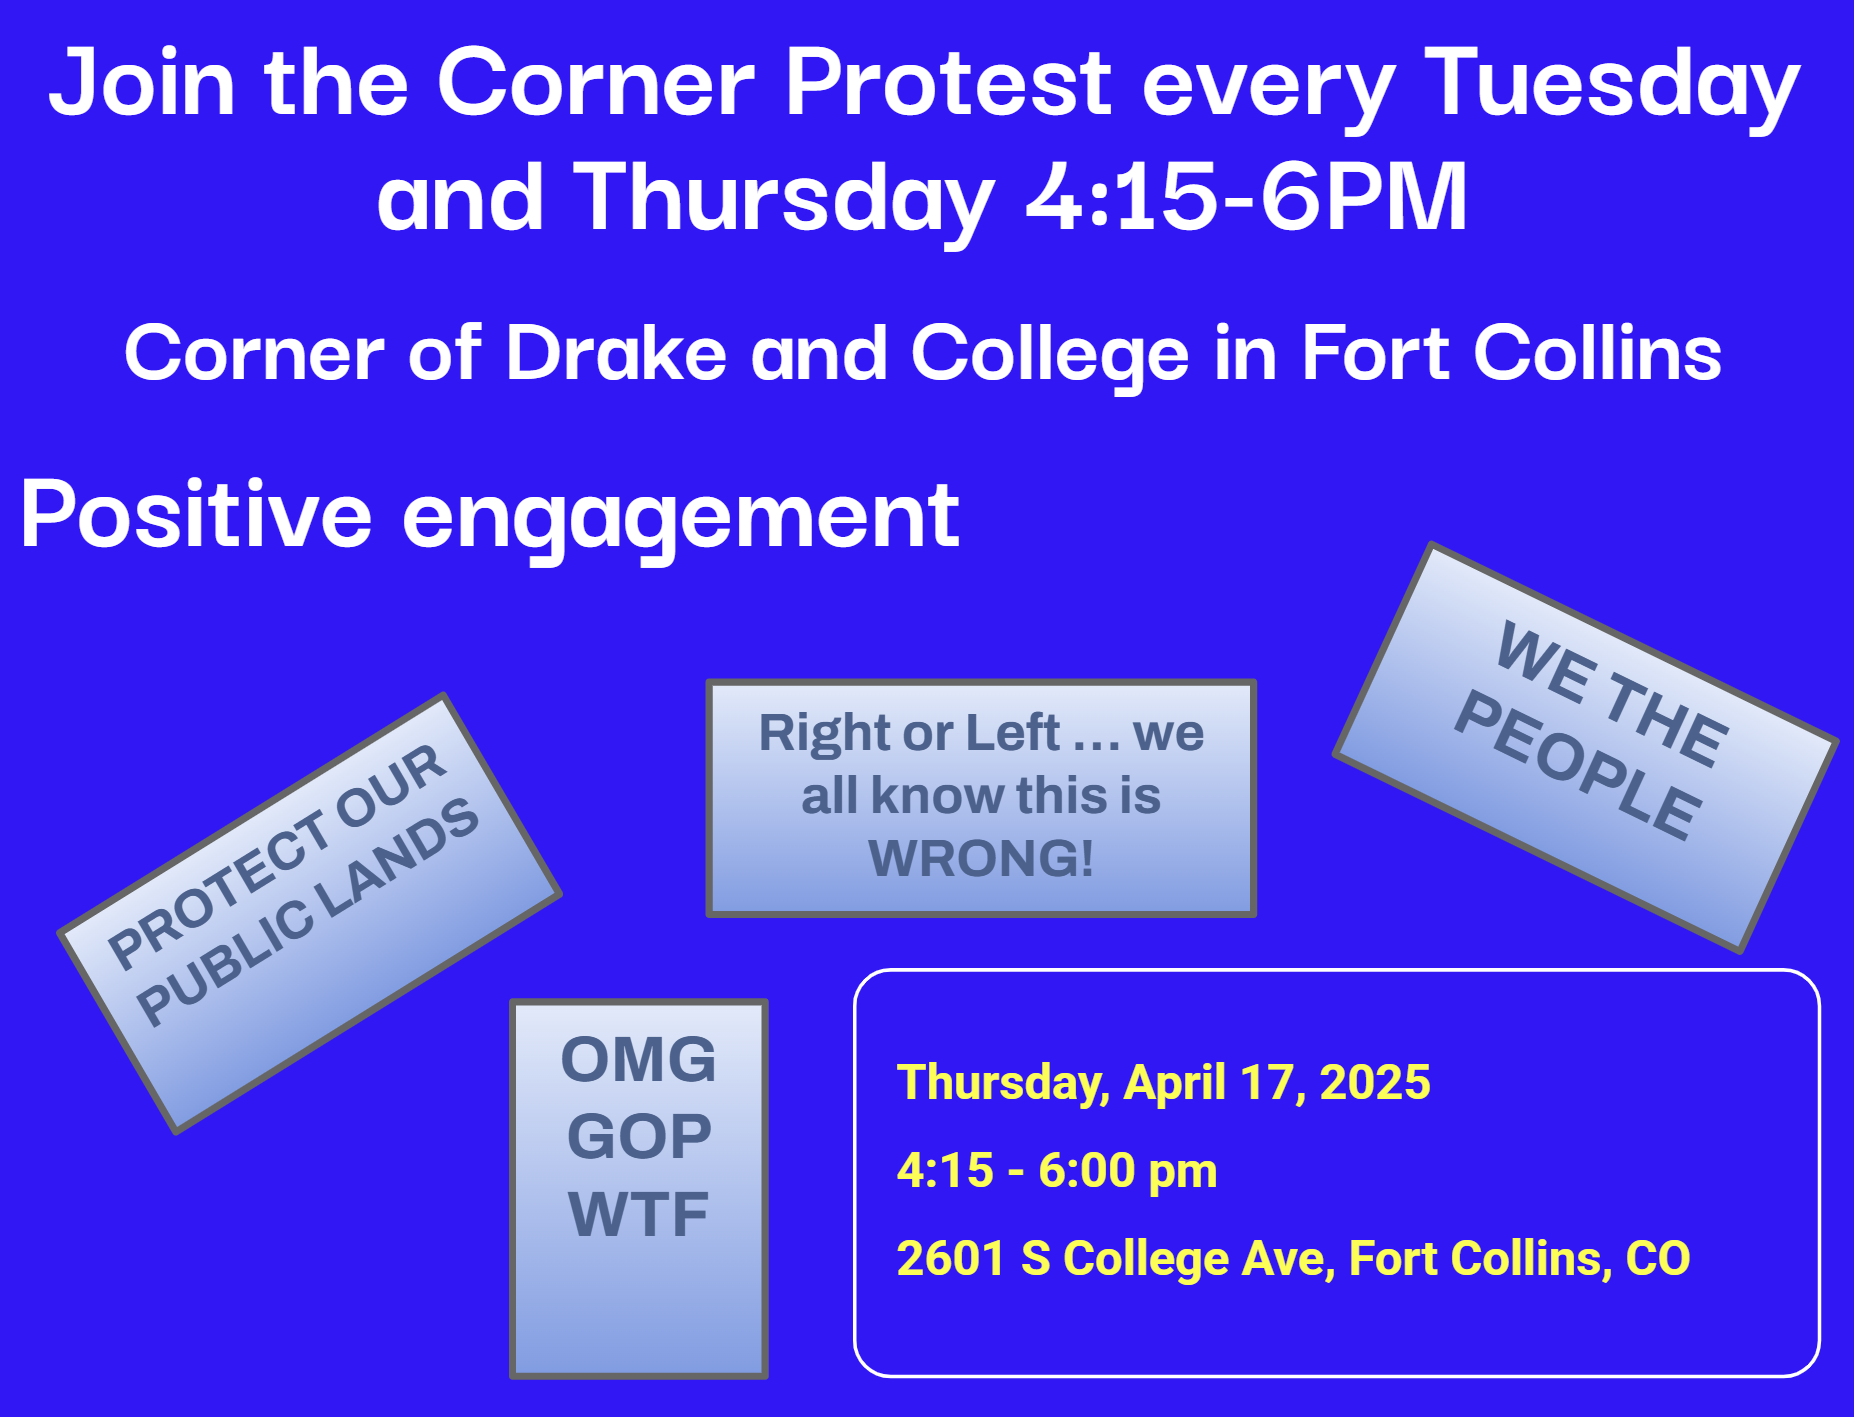 Join the Corner Protest every Tuesday
and Thursday 4:15-6PM
Corner of Drake and College in Fort Collins
Positive engagement
WE THE
PEOPLE
Right or Left ... we
all know this is
WRONG!
PROTECT OUR
PUBLIC LANDS
OMG
GOP
WTF
Thursday, April 17, 2025
4:15 - 6:00 pm
2601 S College Ave, Fort Collins, CO